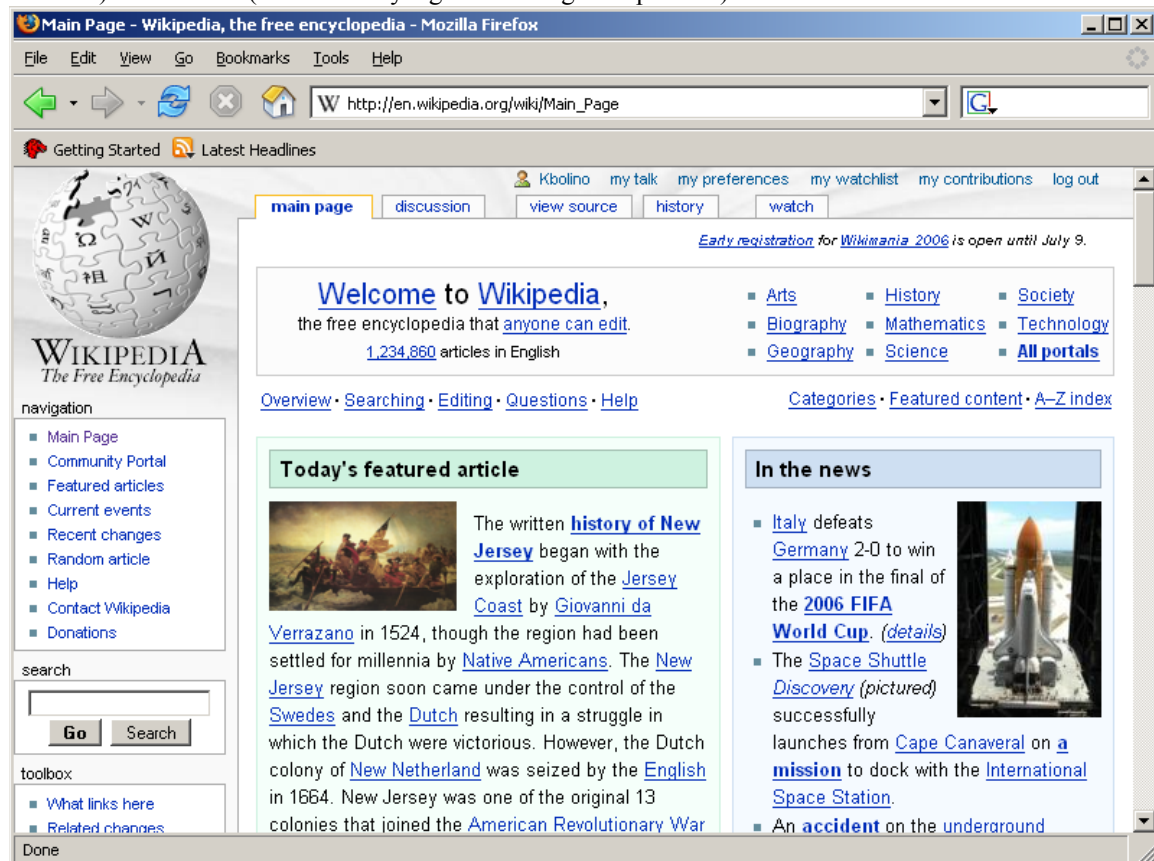 Main Page - Wikipedia, the free encyclopedia - Mozilla Firefox
File Edit View Go Bookmarks Tools Help
W http://en.wikipedia.org/wiki/Main_Page G
Getting Started Latest Headlines
Kbolino my talk my preferences my watchlist my contributions log out
main page discussion view source history watch
Early registration for Wikimania 2006 is open until July 9.
Welcome to Wikipedia,
the free encyclopedia that anyone can edit.
1,234,860 articles in English
Arts History Society
Biography Mathematics Technology
Geography Science All portals
WIKIPEDIA
The Free Encyclopedia
Overview · Searching · Editing · Questions · Help
Categories · Featured content · A–Z index
navigation
Main Page
Community Portal
Featured articles
Current events
Recent changes
Random article
Help
Contact Wikipedia
Donations
search
Go Search
toolbox
What links here
Related changes
Today's featured article
The written history of New
Jersey began with the
exploration of the Jersey
Coast by Giovanni da
Verrazano in 1524, though the region had been
settled for millennia by Native Americans. The New
Jersey region soon came under the control of the
Swedes and the Dutch resulting in a struggle in
which the Dutch were victorious. However, the Dutch
colony of New Netherland was seized by the English
in 1664. New Jersey was one of the original 13
colonies that joined the American Revolutionary War
In the news
Italy defeats
Germany 2-0 to win
a place in the final of
the 2006 FIFA
World Cup. (details)
The Space Shuttle
Discovery (pictured)
successfully
launches from Cape Canaveral on a
mission to dock with the International
Space Station.
An accident on the underground
Done